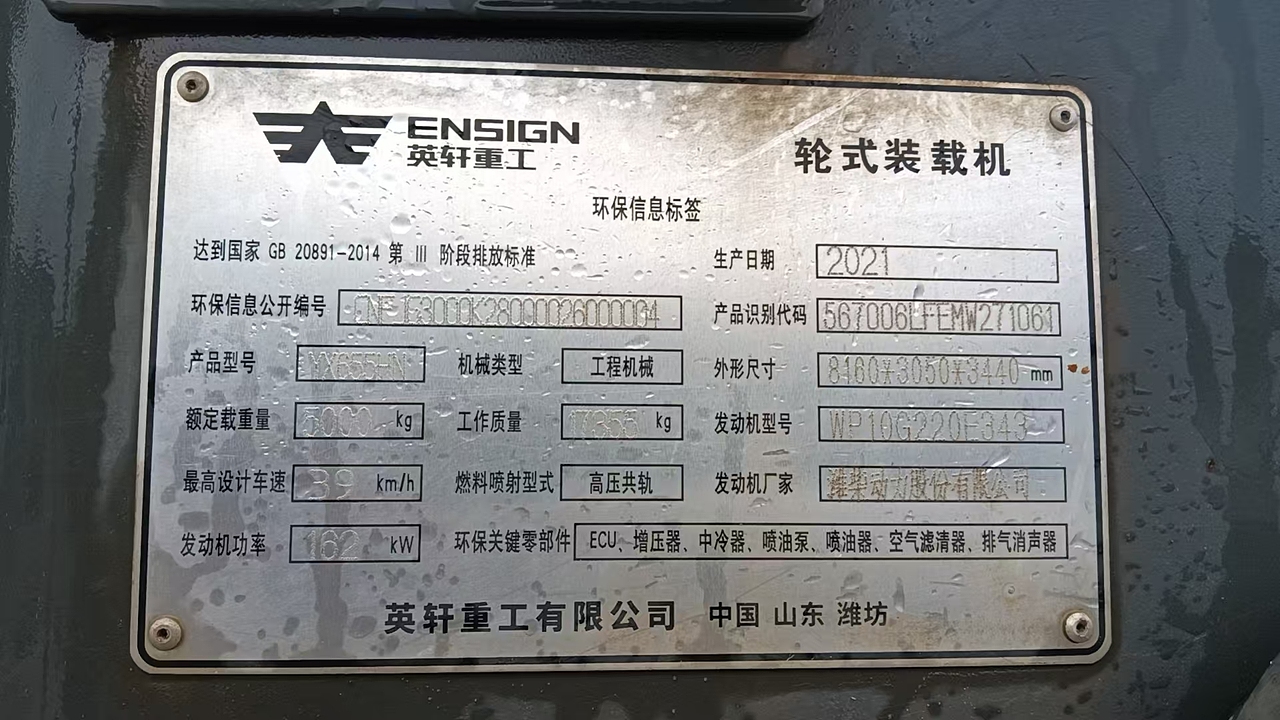 ENSIGN
英轩重工
轮式装载机
环保信息标签
达到国家 GB 20891-2014 第 III 阶段排放标准
生产日期 2021
环保信息公开编号
产品识别代码 567006LFEMW271061
产品型号 YX655HN 机械类型 工程机械
外形尺寸 8160*3050*3440 mm
额定载重量 5000 kg 工作质量 kg
发动机型号 WP10G220E343
最高设计车速 39 km/h 燃料喷射型式 高压共轨
发动机厂家 潍柴动力股份有限公司
发动机功率 162 kW 环保关键零部件 ECU、增压器、中冷器、喷油泵、喷油器、空气滤清器、排气消声器
英轩重工有限公司 中国 山东 潍坊